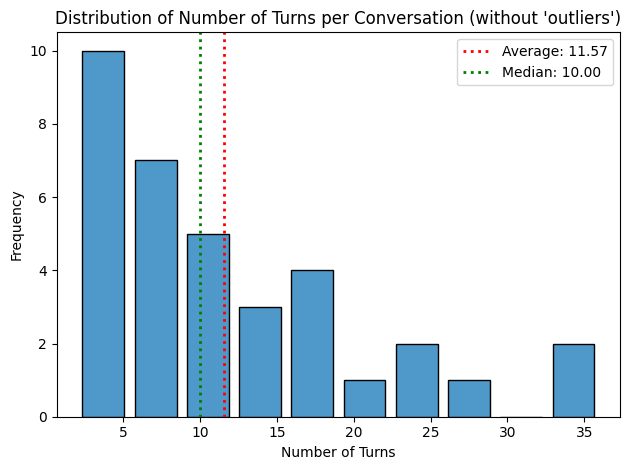 Distribution of Number of Turns per Conversation (without 'outliers')
Average: 11.57
Median: 10.00
Frequency
10
8
6
4
2
0
5
10
15
20
25
30
35
Number of Turns